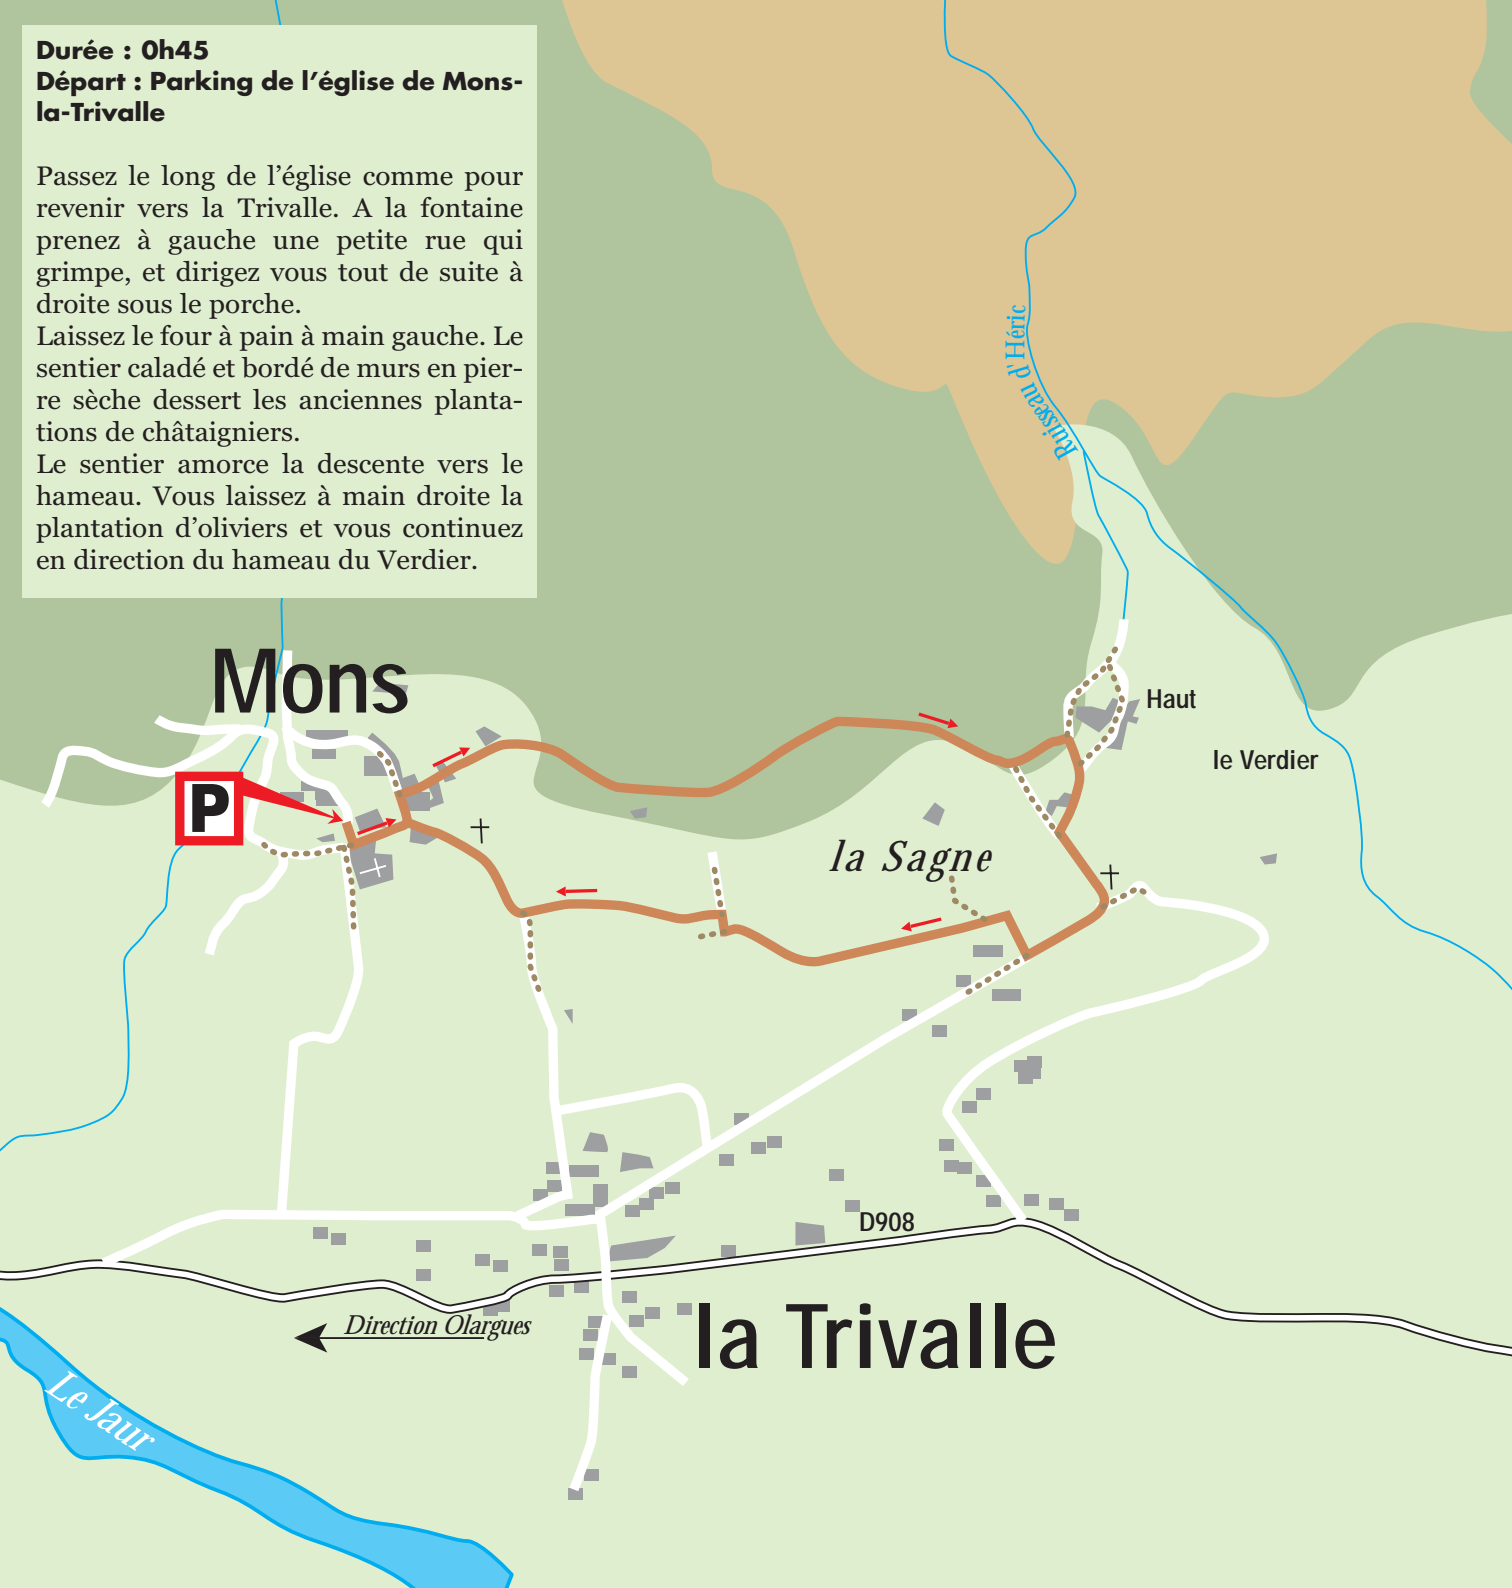 Durée : 0h45
Départ : Parking de l’église de Mons-
la-Trivalle
Passez le long de l’église comme pour
revenir vers la Trivalle. A la fontaine
prenez à gauche une petite rue qui
grimpe, et dirigez vous tout de suite à
droite sous le porche.
Laissez le four à pain à main gauche. Le
sentier caladé et bordé de murs en pier-
re sèche dessert les anciennes planta-
tions de châtaigniers.
Le sentier amorce la descente vers le
hameau. Vous laissez à main droite la
plantation d’oliviers et vous continuez
en direction du hameau du Verdier.
Ruisseau d'Héric
Mons
Haut
le Verdier
P
la Sagne
D908
la Trivalle
Direction Olargues
Le Jaur